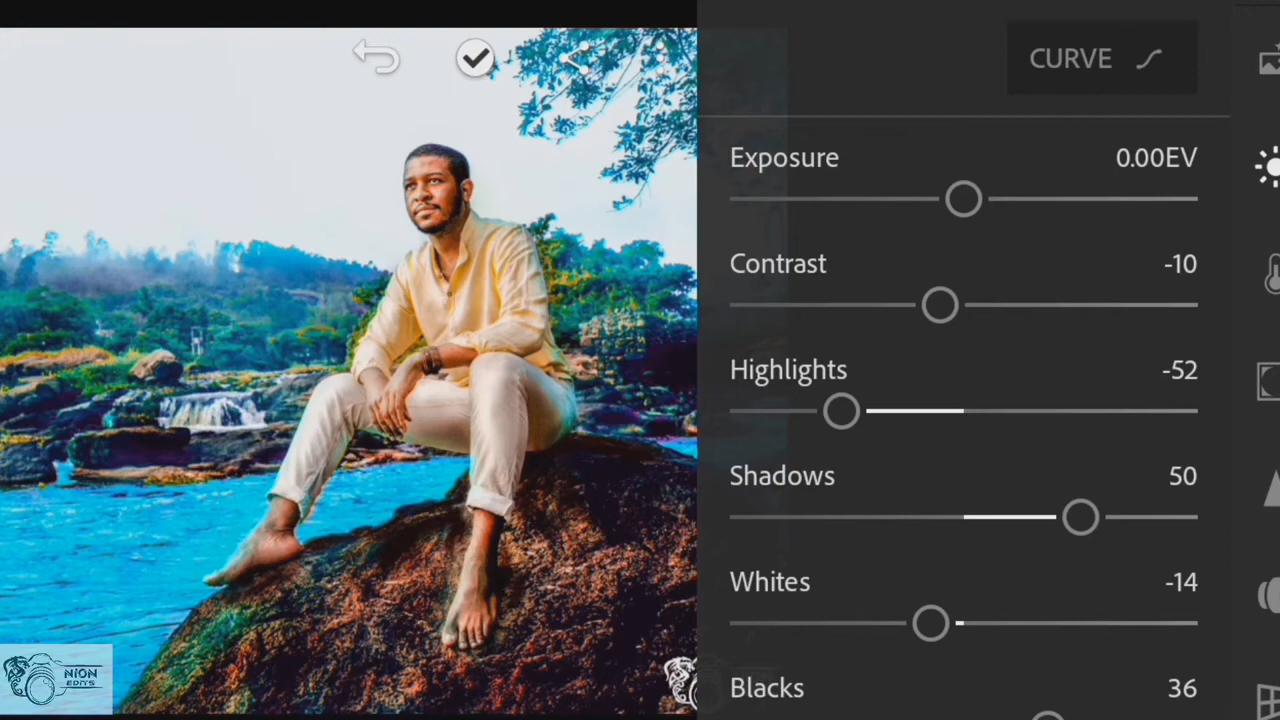 CURVE
Exposure 0.00EV
Contrast -10
Highlights -52
Shadows 50
Whites -14
Blacks 36
NION
EDITS